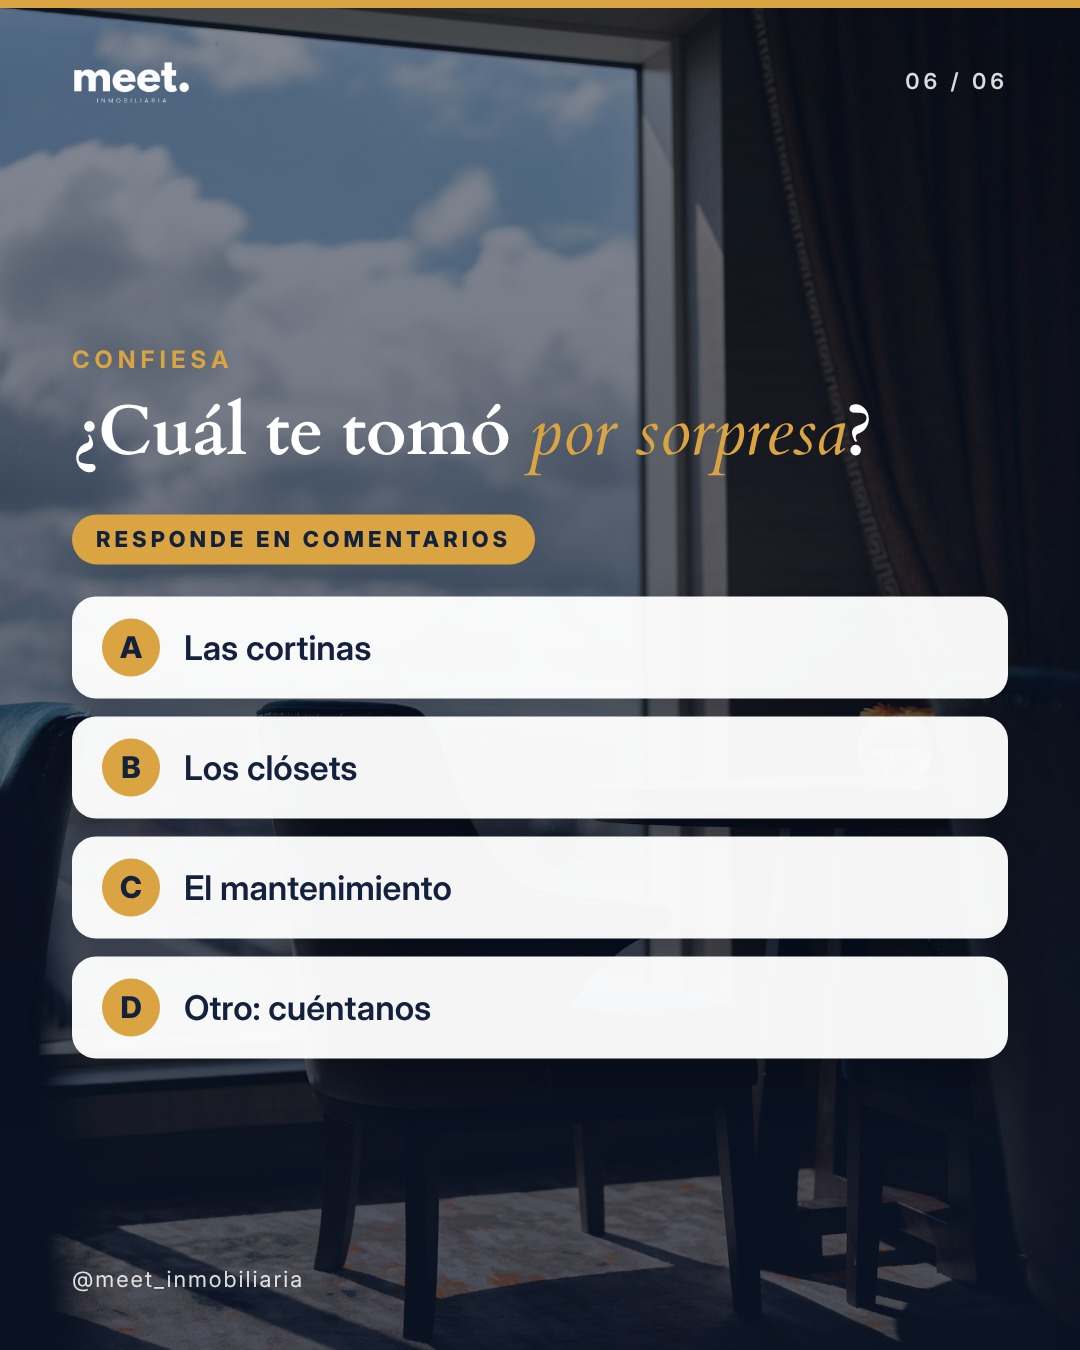 meet.
INMOBILIARIA
06 / 06
CONFIESA
¿Cuál te tomó por sorpresa?
RESPONDE EN COMENTARIOS
A Las cortinas
B Los clósets
C El mantenimiento
D Otro: cuéntanos
@meet_inmobiliaria